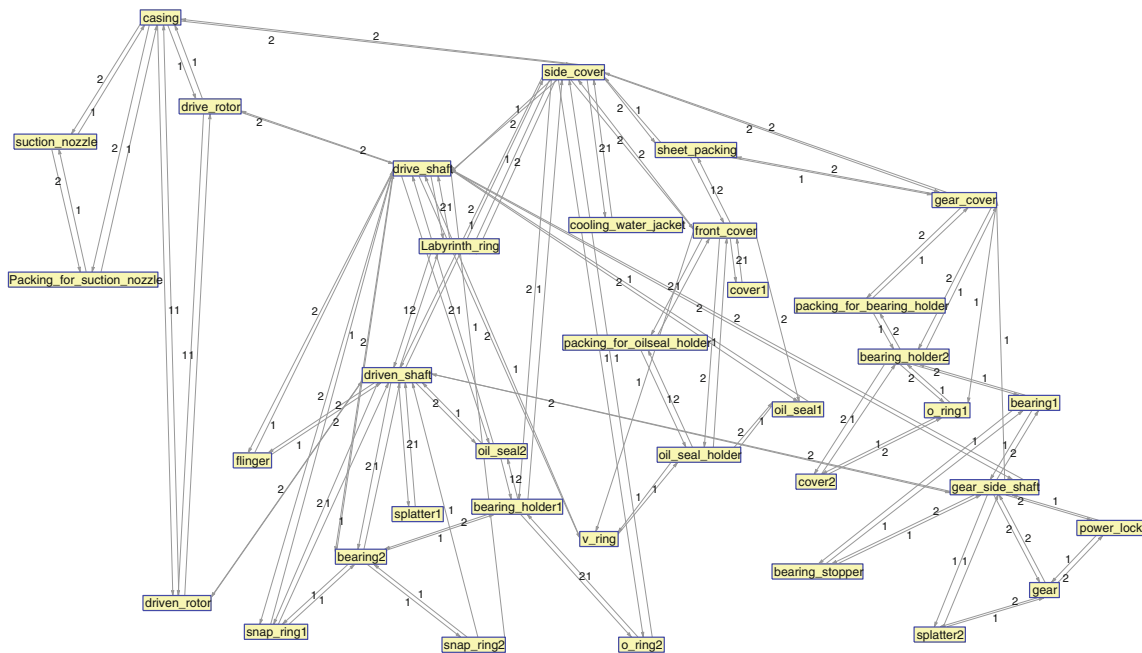 casing
side_cover
drive_rotor
suction_nozzle
sheet_packing
drive_shaft
gear_cover
cooling_water_jacket
front_cover
Labyrinth_ring
Packing_for_suction_nozzle
cover1
packing_for_bearing_holder
packing_for_oilseal_holder1
bearing_holder2
driven_shaft
oil_seal1
o_ring1
bearing1
flinger
oil_seal2
oil_seal_holder
cover2
gear_side_shaft
splatter1
bearing_holder1
power_lock
v_ring
bearing2
bearing_stopper
gear
driven_rotor
snap_ring1
snap_ring2
o_ring2
splatter2